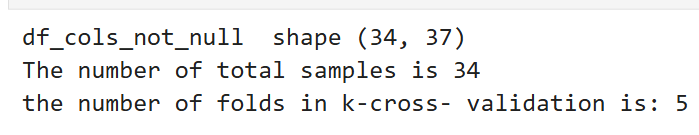 df_cols_not_null  shape (34, 37)
The number of total samples is 34
the number of folds in k-cross- validation is: 5